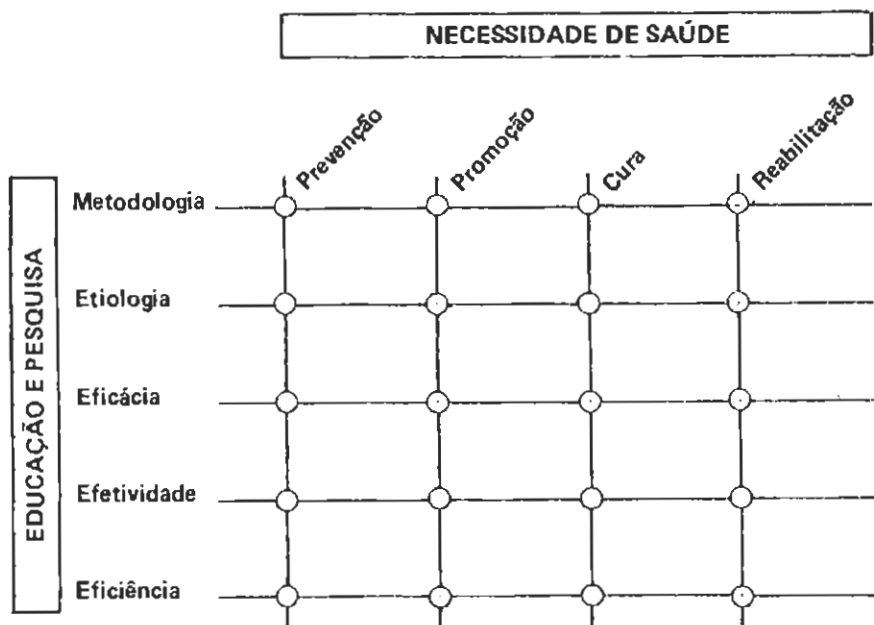 NECESSIDADE DE SAÚDE
Prevenção
Promoção
Cura
Reabilitação
EDUCAÇÃO E PESQUISA
Metodologia
Etiologia
Eficácia
Efetividade
Eficiência